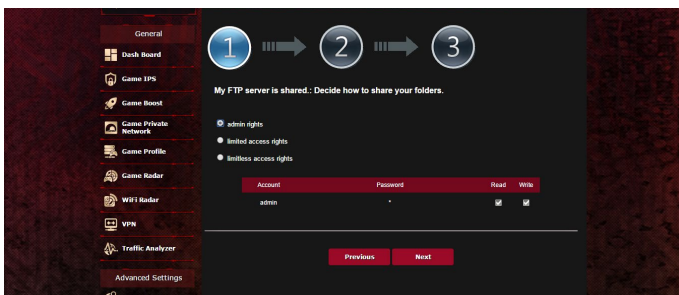 General
Dash Board
Game IPS
Game Boost
Game Private
Network
Game Profile
Game Radar
WiFi Radar
VPN
Traffic Analyzer
Advanced Settings
1
2
3
My FTP server is shared.: Decide how to share your folders.
admin rights
limited access rights
limitless access rights
Account Password Read Write
admin *
Previous Next